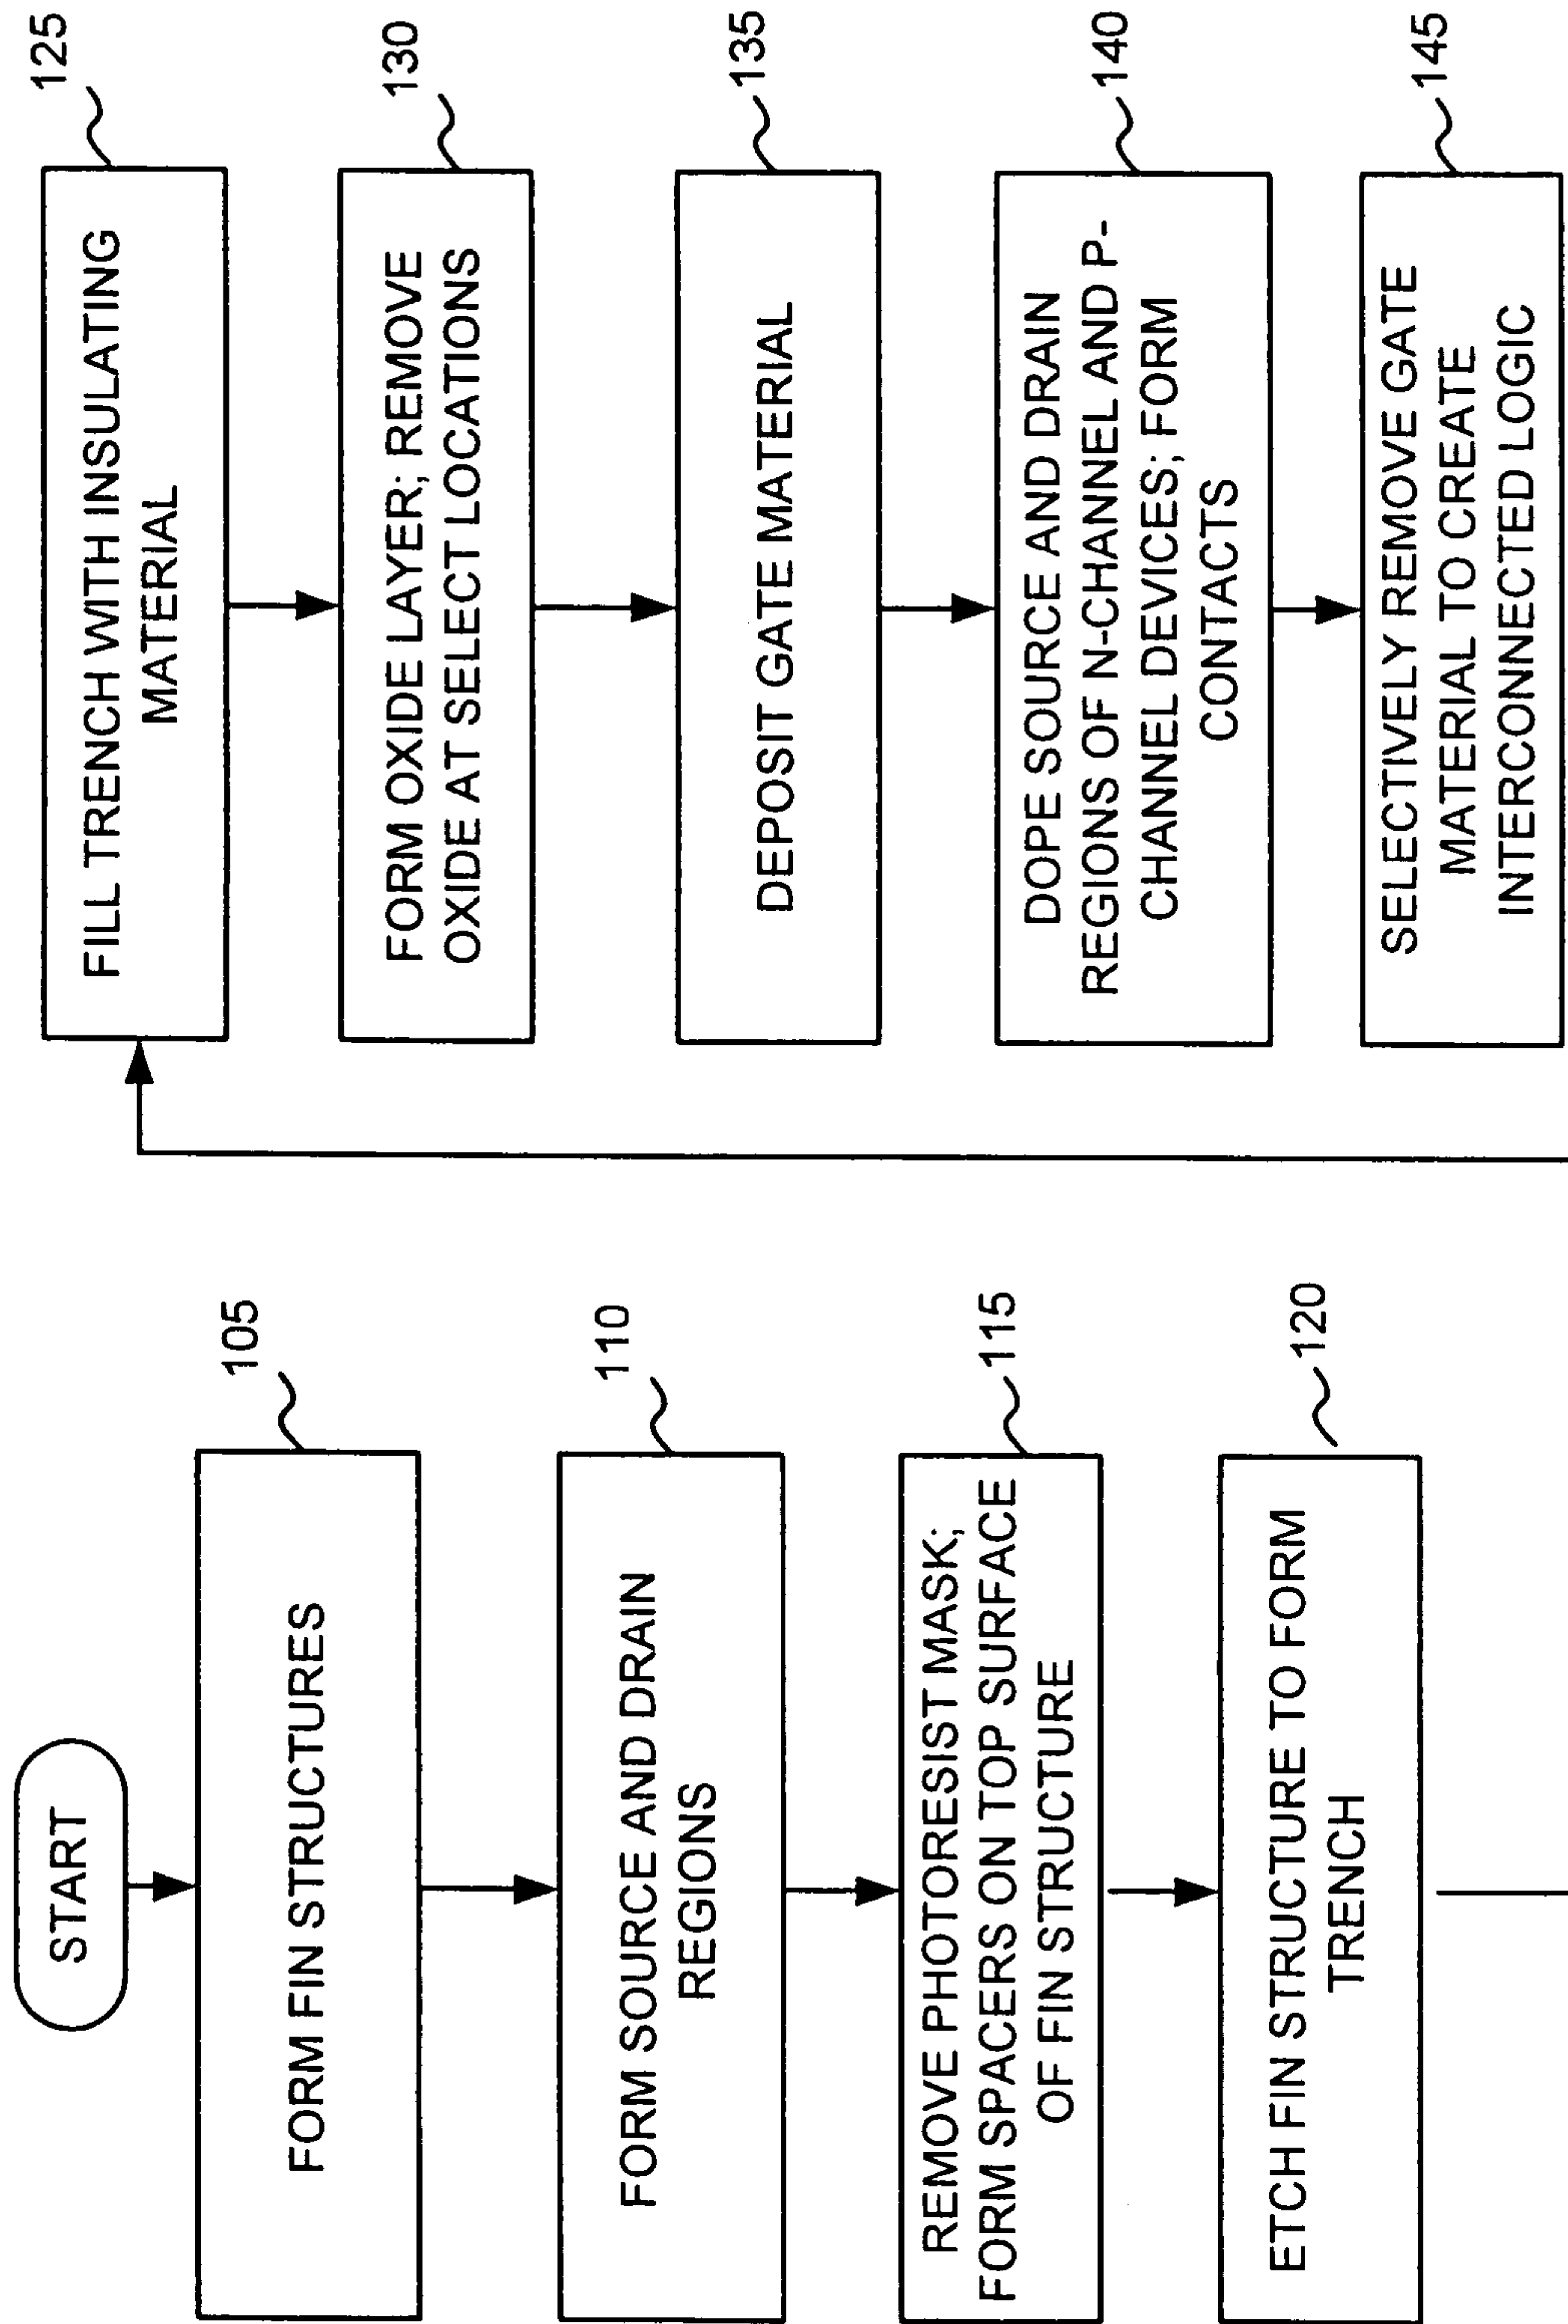 START
FORM FIN STRUCTURES
105
FORM SOURCE AND DRAIN
REGIONS
110
REMOVE PHOTORESIST MASK;
FORM SPACERS ON TOP SURFACE
OF FIN STRUCTURE
115
ETCH FIN STRUCTURE TO FORM
TRENCH
120
FILL TRENCH WITH INSULATING
MATERIAL
125
FORM OXIDE LAYER; REMOVE
OXIDE AT SELECT LOCATIONS
130
DEPOSIT GATE MATERIAL
135
DOPE SOURCE AND DRAIN
REGIONS OF N-CHANNEL AND P-
CHANNEL DEVICES; FORM
CONTACTS
140
SELECTIVELY REMOVE GATE
MATERIAL TO CREATE
INTERCONNECTED LOGIC
145